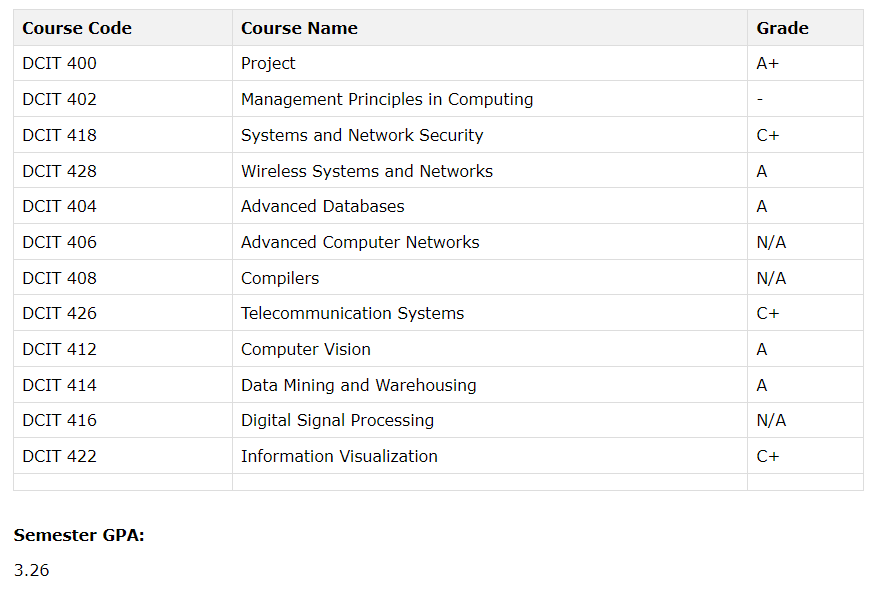 Course Code Course Name Grade
DCIT 400 Project A+
DCIT 402 Management Principles in Computing -
DCIT 418 Systems and Network Security C+
DCIT 428 Wireless Systems and Networks A
DCIT 404 Advanced Databases A
DCIT 406 Advanced Computer Networks N/A
DCIT 408 Compilers N/A
DCIT 426 Telecommunication Systems C+
DCIT 412 Computer Vision A
DCIT 414 Data Mining and Warehousing A
DCIT 416 Digital Signal Processing N/A
DCIT 422 Information Visualization C+
Semester GPA:
3.26